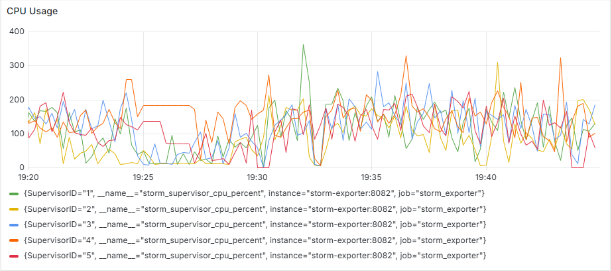 CPU Usage
400
300
200
100
0
19:20 19:25 19:30 19:35 19:40
{SupervisorID="1", __name__="storm_supervisor_cpu_percent", instance="storm-exporter:8082", job="storm_exporter"}
{SupervisorID="2", __name__="storm_supervisor_cpu_percent", instance="storm-exporter:8082", job="storm_exporter"}
{SupervisorID="3", __name__="storm_supervisor_cpu_percent", instance="storm-exporter:8082", job="storm_exporter"}
{SupervisorID="4", __name__="storm_supervisor_cpu_percent", instance="storm-exporter:8082", job="storm_exporter"}
{SupervisorID="5", __name__="storm_supervisor_cpu_percent", instance="storm-exporter:8082", job="storm_exporter"}